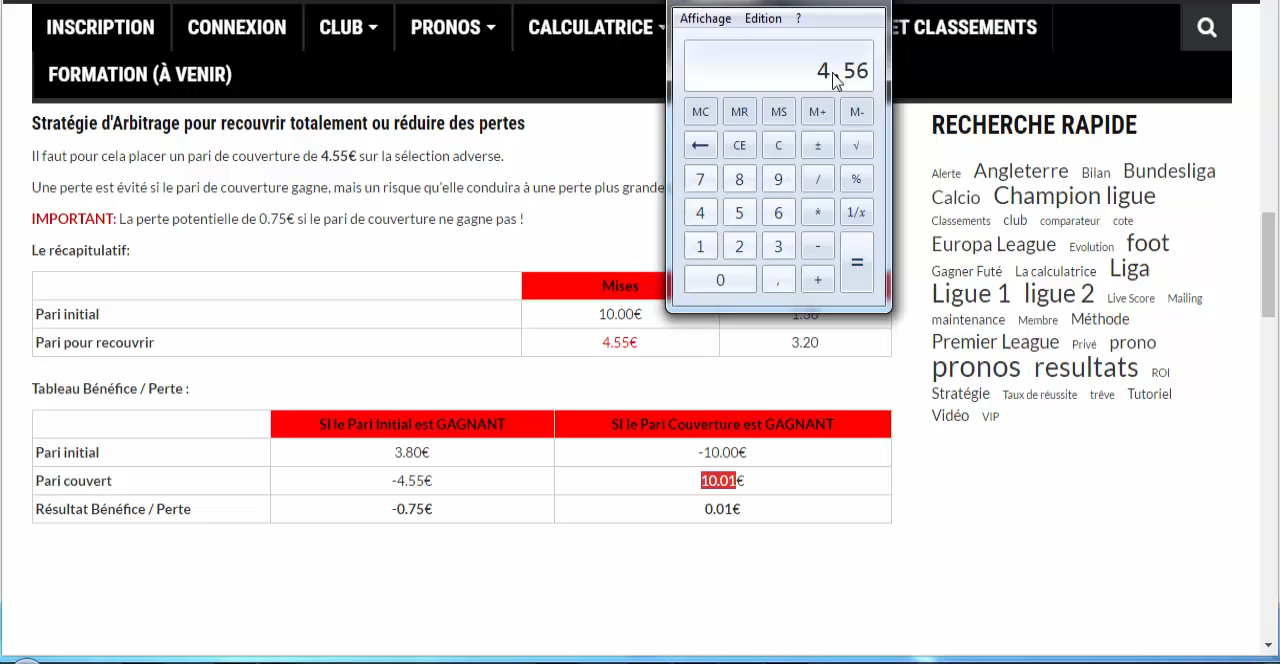 INSCRIPTION CONNEXION CLUB PRONOS CALCULATRICE ET CLASSEMENTS
FORMATION (À VENIR)
Affichage Edition ?
4,56
MC MR MS M+ M-
← CE C ± √
7 8 9 / %
4 5 6 * 1/x
1 2 3 - =
0 , +
Stratégie d'Arbitrage pour recouvrir totalement ou réduire des pertes
Il faut pour cela placer un pari de couverture de 4.55€ sur la sélection adverse.
Une perte est évité si le pari de couverture gagne, mais un risque qu'elle conduira à une perte plus grande
IMPORTANT: La perte potentielle de 0.75€ si le pari de couverture ne gagne pas !
Le récapitulatif:
Mises
Pari initial 10.00€ 1.38
Pari pour recouvrir 4.55€ 3.20
Tableau Bénéfice / Perte :
SI le Pari Initial est GAGNANT SI le Pari Couverture est GAGNANT
Pari initial 3.80€ -10.00€
Pari couvert -4.55€ 10.01€
Résultat Bénéfice / Perte -0.75€ 0.01€
RECHERCHE RAPIDE
Alerte Angleterre Bilan Bundesliga
Calcio Champion ligue
Classements club comparateur cote
Europa League Evolution foot
Gagner Futé La calculatrice Liga
Ligue 1 ligue 2 Live Score Mailing
maintenance Membre Méthode
Premier League Privé prono
pronos resultats ROI
Stratégie Taux de réussite trêve Tutoriel
Vidéo VIP